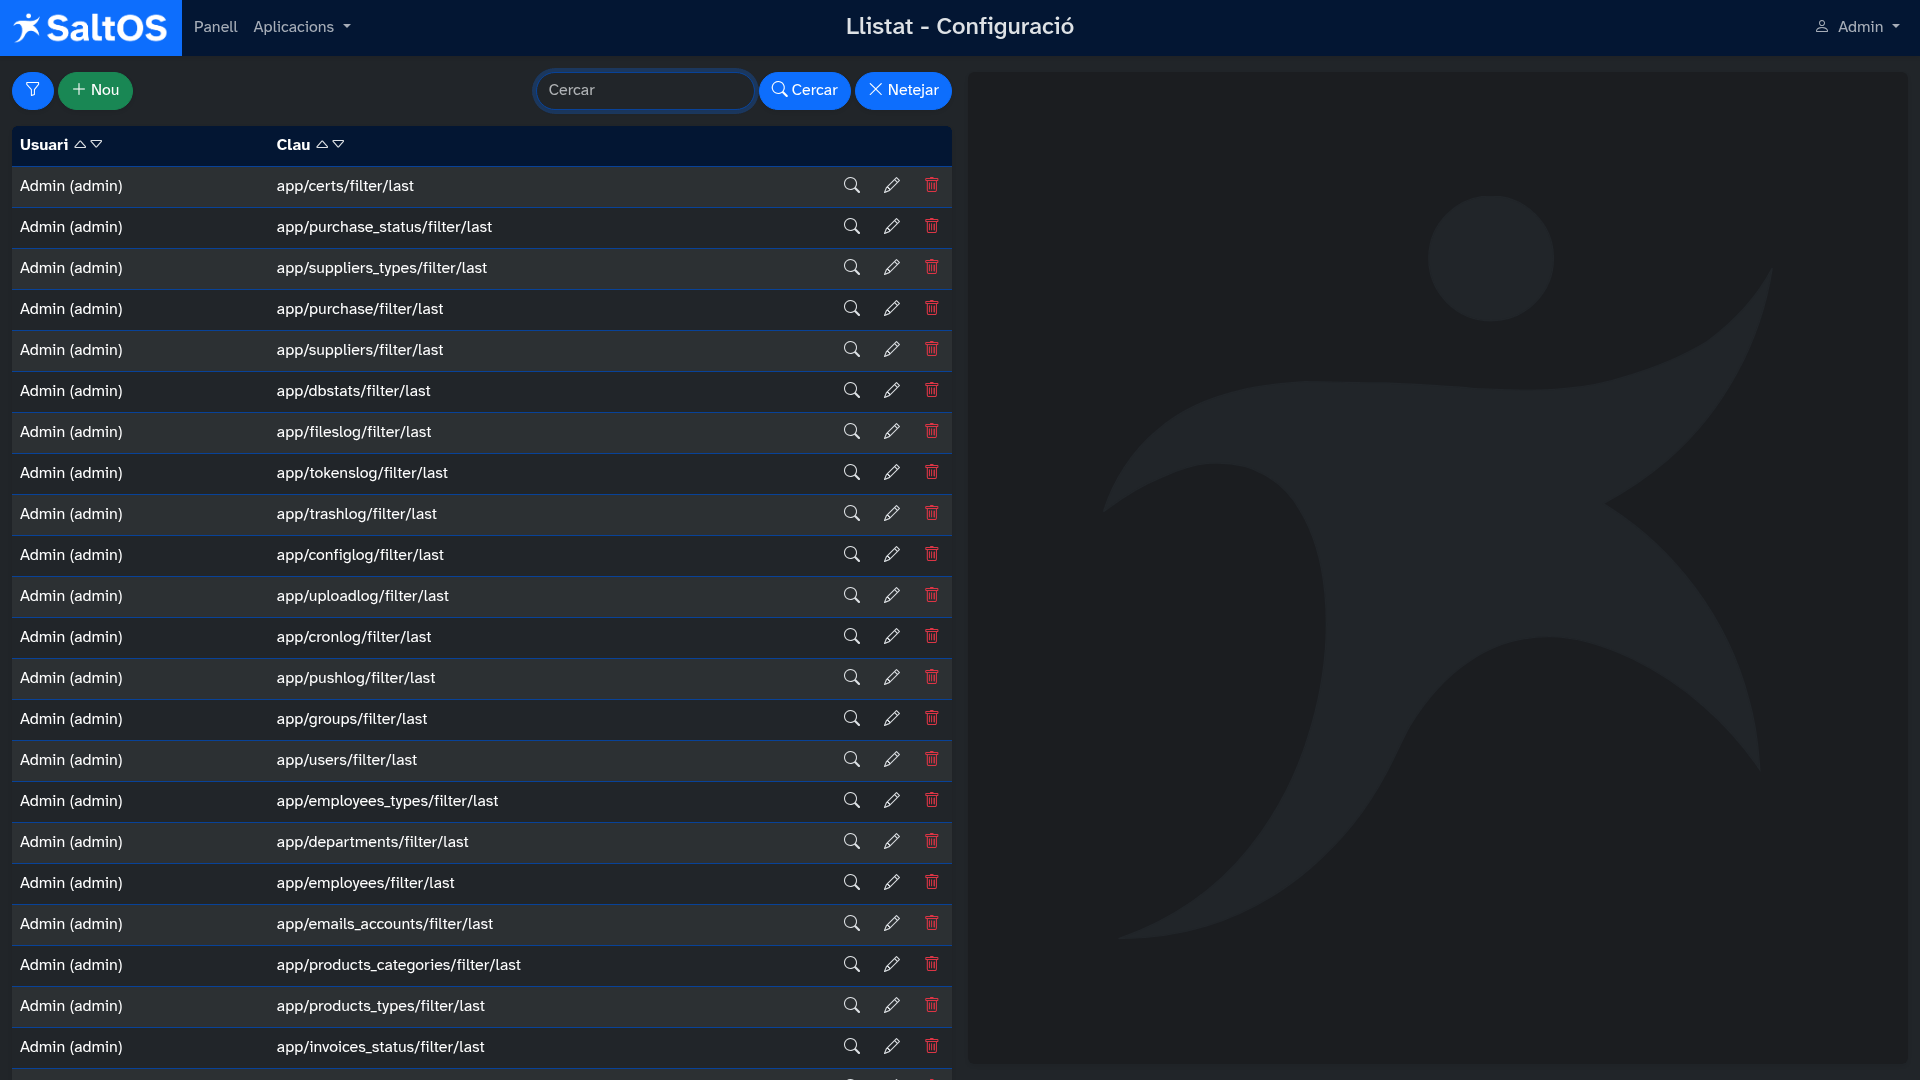 SaltOS Panell Aplicacions Llistat - Configuració Admin
Nou Cercar Cercar Netejar
Usuari Clau
Admin (admin) app/certs/filter/last
Admin (admin) app/purchase_status/filter/last
Admin (admin) app/suppliers_types/filter/last
Admin (admin) app/purchase/filter/last
Admin (admin) app/suppliers/filter/last
Admin (admin) app/dbstats/filter/last
Admin (admin) app/fileslog/filter/last
Admin (admin) app/tokenslog/filter/last
Admin (admin) app/trashlog/filter/last
Admin (admin) app/configlog/filter/last
Admin (admin) app/uploadlog/filter/last
Admin (admin) app/cronlog/filter/last
Admin (admin) app/pushlog/filter/last
Admin (admin) app/groups/filter/last
Admin (admin) app/users/filter/last
Admin (admin) app/employees_types/filter/last
Admin (admin) app/departments/filter/last
Admin (admin) app/employees/filter/last
Admin (admin) app/emails_accounts/filter/last
Admin (admin) app/products_categories/filter/last
Admin (admin) app/products_types/filter/last
Admin (admin) app/invoices_status/filter/last